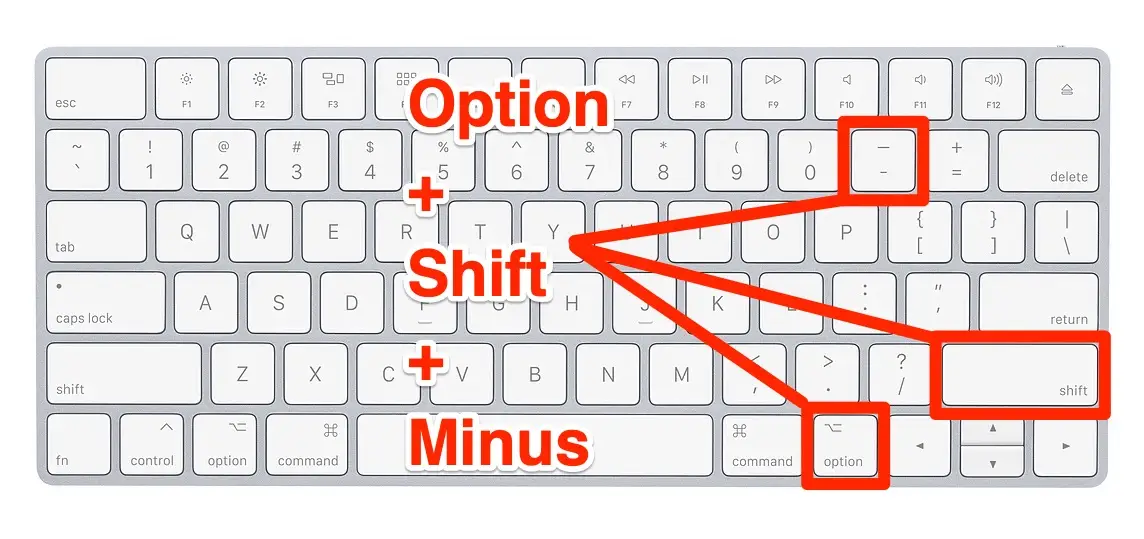 esc F1 F2 F3 F7 F8 F9 F10 F11 F12
Option
~ ! @ # $ % ^ & * ( ) — +
` 1 2 3 4 5 6 7 8 9 0 - = delete
+
tab Q W E R T Y I O P { [ } ] | \
Shift
caps lock A S D F G H J K : ; " ' return
+
shift Z X C V B N M < , > . ? / shift
Minus
fn control option command command option